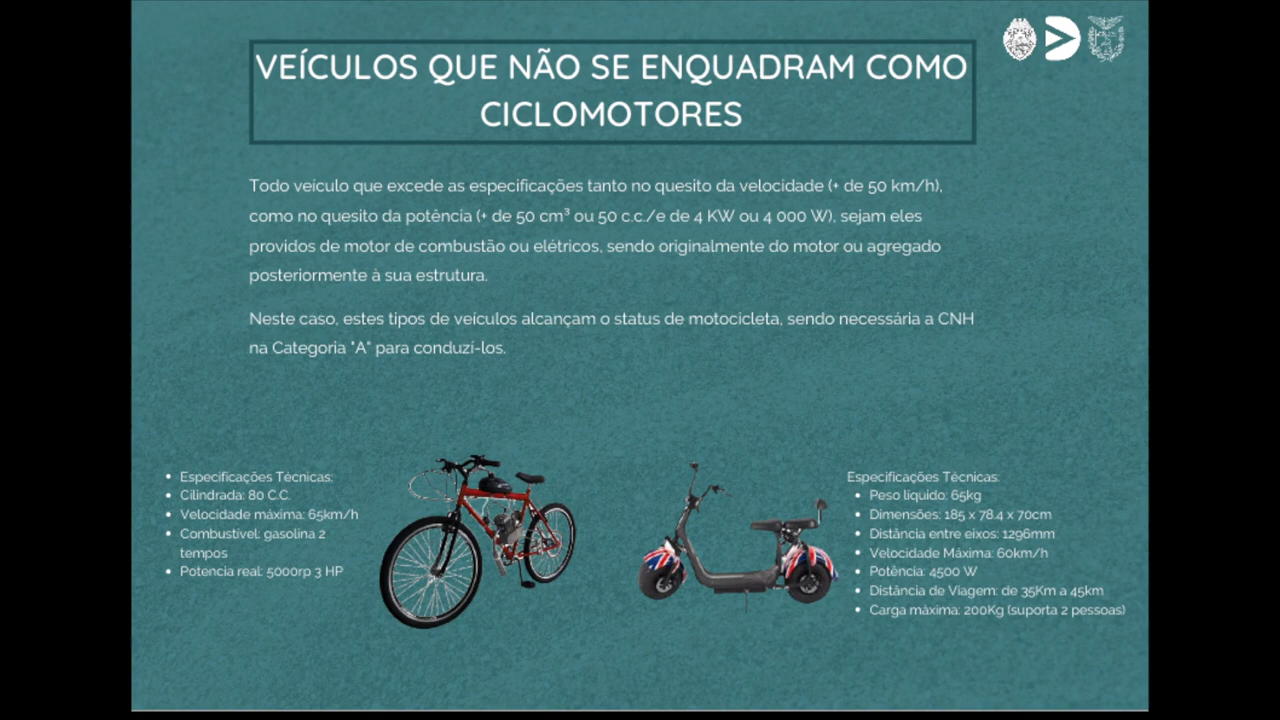 VEÍCULOS QUE NÃO SE ENQUADRAM COMO
CICLOMOTORES
Todo veículo que excede as especificações tanto no quesito da velocidade (+ de 50 km/h),
como no quesito da potência (+ de 50 cm³ ou 50 c.c./e de 4 KW ou 4 000 W), sejam eles
providos de motor de combustão ou elétricos, sendo originalmente do motor ou agregado
posteriormente à sua estrutura.
Neste caso, estes tipos de veículos alcançam o status de motocicleta, sendo necessária a CNH
na Categoria "A" para conduzí-los.
• Especificações Técnicas:
• Cilindrada: 80 C.C.
• Velocidade máxima: 65km/h
• Combustível: gasolina 2
tempos
• Potencia real: 5000rp 3 HP
Especificações Técnicas:
• Peso líquido: 65kg
• Dimensões: 185 x 78.4 x 70cm
• Distância entre eixos: 1296mm
• Velocidade Máxima: 60km/h
• Potência: 4500 W
• Distância de Viagem: de 35Km a 45km
• Carga máxima: 200Kg (suporta 2 pessoas)